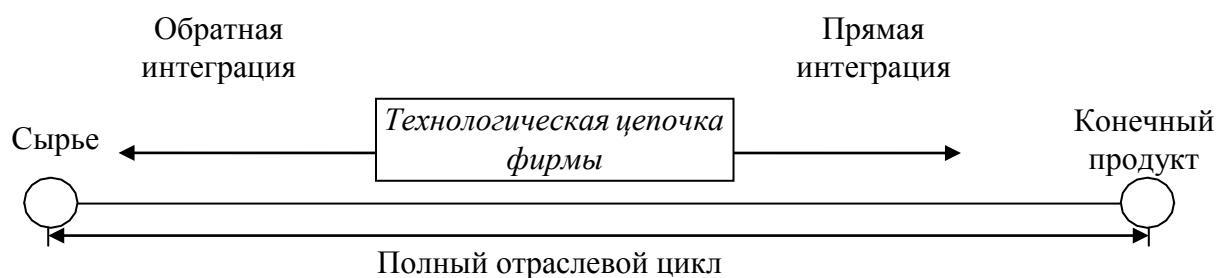 Обратная
интеграция
Прямая
интеграция
Технологическая цепочка
фирмы
Сырье
Конечный
продукт
Полный отраслевой цикл